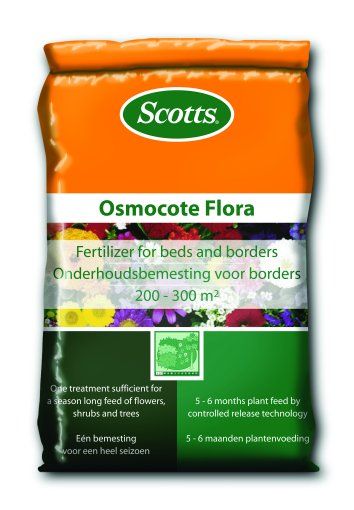 Scotts
Osmocote Flora
Fertilizer for beds and borders
Onderhoudsbemesting voor borders
200 - 300 m²
One treatment sufficient for
a season long feed of flowers,
shrubs and trees
Eén bemesting
voor een heel seizoen
5 - 6 months plant feed by
controlled release technology
5 - 6 maanden plantenvoeding